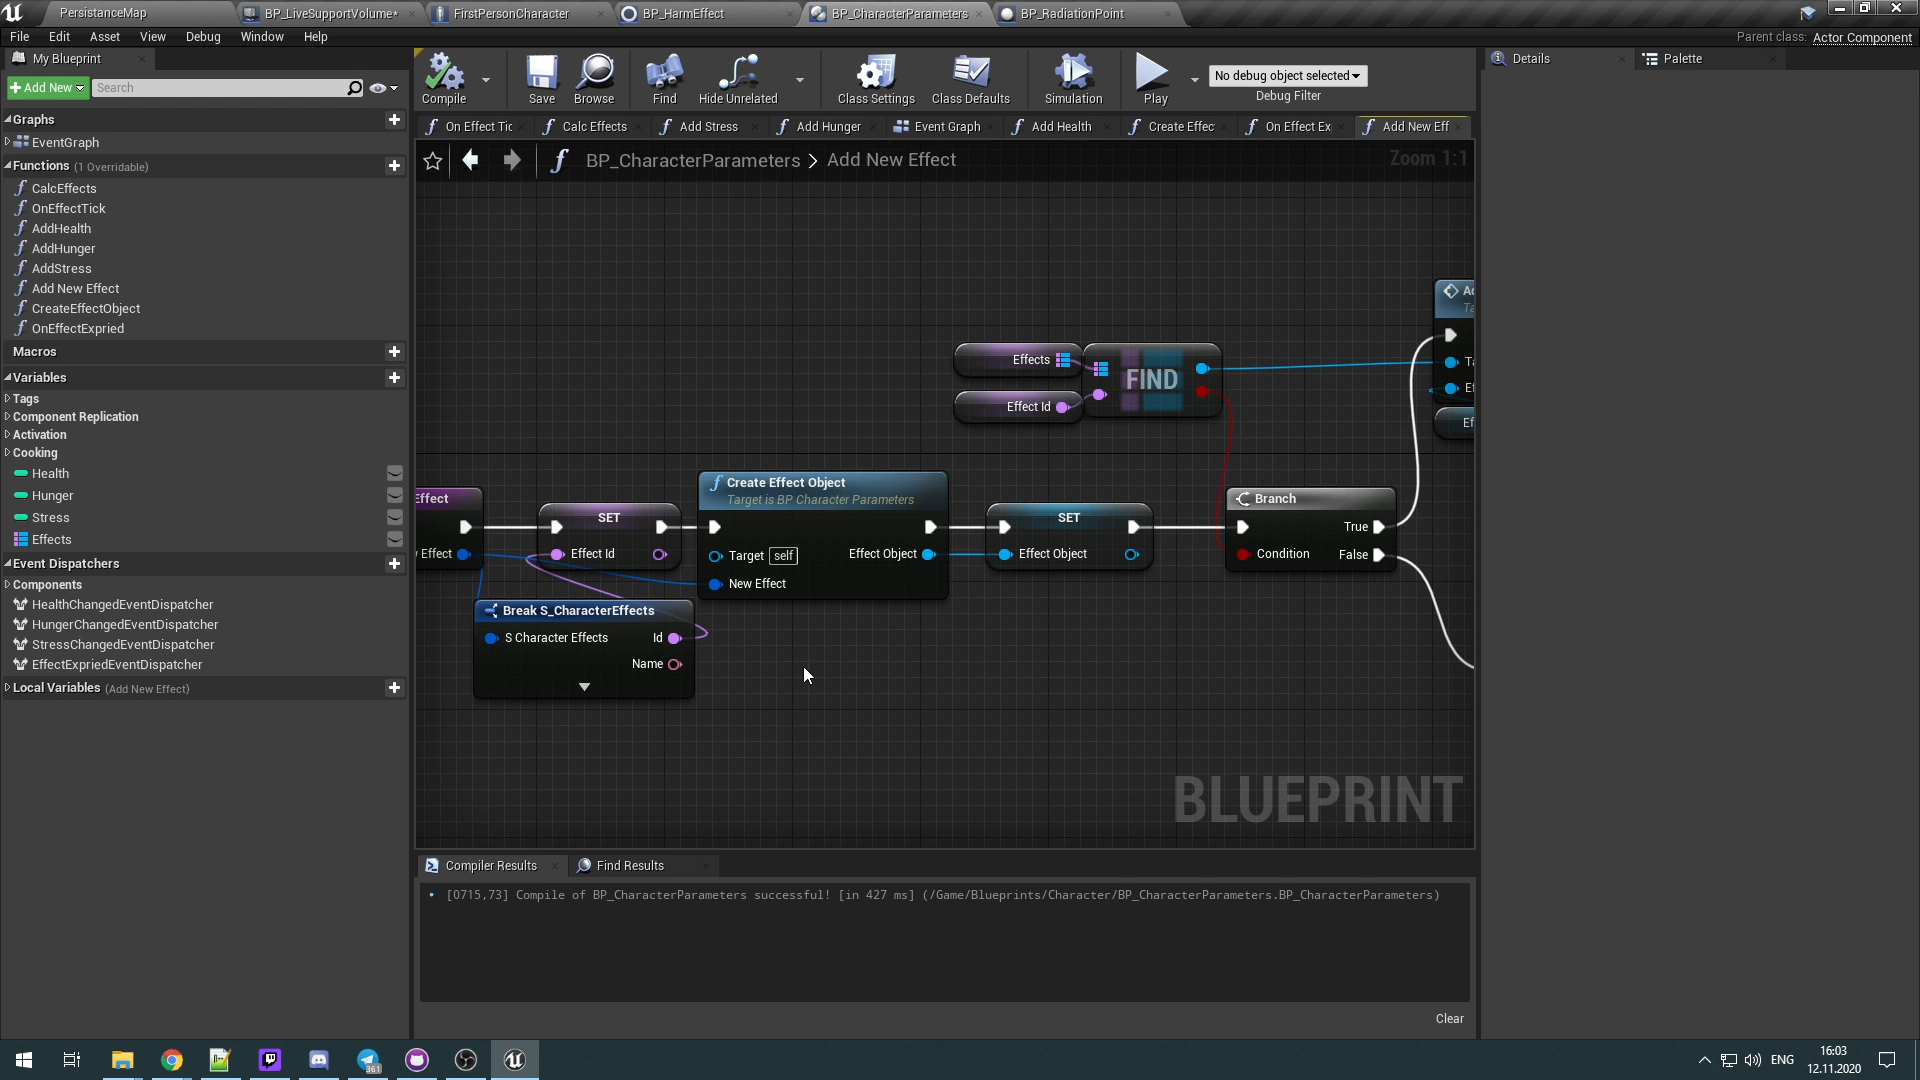 PersistanceMap
BP_LiveSupportVolume*
FirstPersonCharacter
BP_HarmEffect
BP_CharacterParameters
BP_RadiationPoint
File Edit Asset View Debug Window Help
Parent class: Actor Component
My Blueprint
Add New
Search
Graphs
EventGraph
Functions (1 Overridable)
CalcEffects
OnEffectTick
AddHealth
AddHunger
AddStress
Add New Effect
CreateEffectObject
OnEffectExpried
Macros
Variables
Tags
Component Replication
Activation
Cooking
Health
Hunger
Stress
Effects
Event Dispatchers
Components
HealthChangedEventDispatcher
HungerChangedEventDispatcher
StressChangedEventDispatcher
EffectExpriedEventDispatcher
Local Variables (Add New Effect)
Compile
Save
Browse
Find
Hide Unrelated
Class Settings
Class Defaults
Simulation
Play
No debug object selected
Debug Filter
On Effect Tic
Calc Effects
Add Stress
Add Hunger
Event Graph
Add Health
Create Effec
On Effect Ex
Add New Eff
BP_CharacterParameters > Add New Effect
Zoom 1:1
Effects
Effect Id
FIND
Effect
SET
Effect Id
Create Effect Object
Target is BP Character Parameters
Target self
Effect Object
New Effect
SET
Effect Object
Branch
True
Condition
False
Break S_CharacterEffects
S Character Effects
Id
Name
BLUEPRINT
Compiler Results
Find Results
[0715,73] Compile of BP_CharacterParameters successful! [in 427 ms] (/Game/Blueprints/Character/BP_CharacterParameters.BP_CharacterParameters)
Clear
Details
Palette
361
ENG
16:03
12.11.2020